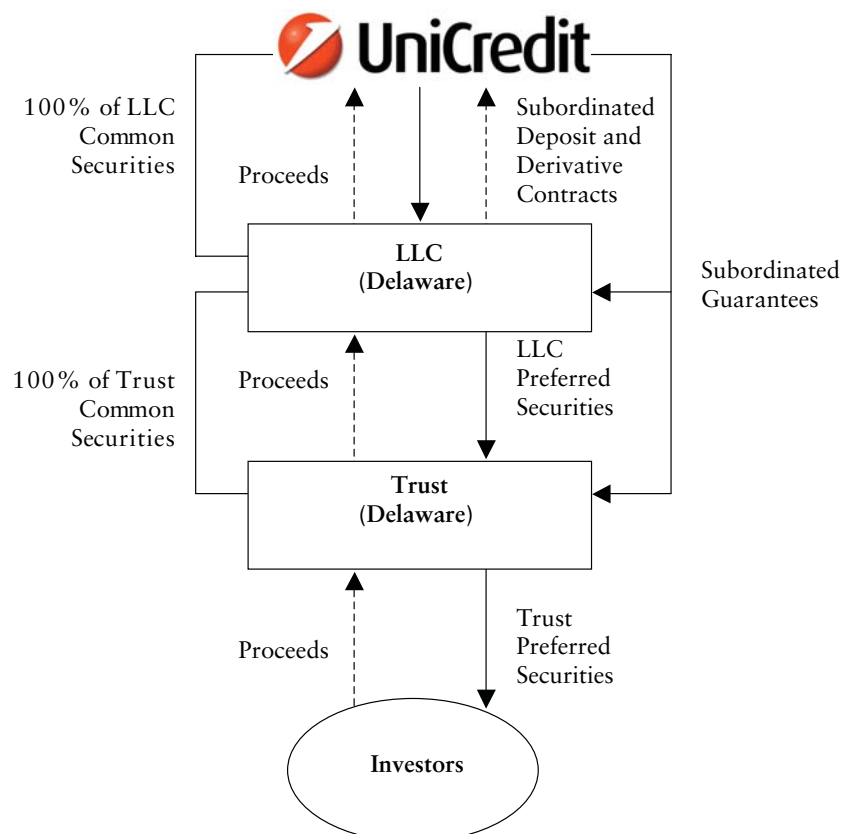 UniCredit
100% of LLC
Common
Securities
Proceeds
Subordinated
Deposit and
Derivative
Contracts
LLC
(Delaware)
Subordinated
Guarantees
100% of Trust
Common
Securities
Proceeds
LLC
Preferred
Securities
Trust
(Delaware)
Proceeds
Trust
Preferred
Securities
Investors